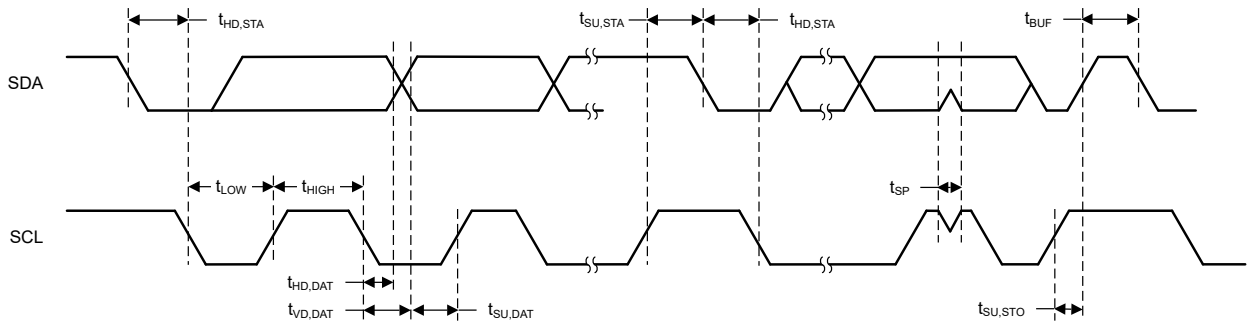 tHD,STA
tSU,STA
tHD,STA
tBUF
SDA
tLOW
tHIGH
tSP
SCL
tHD,DAT
tVD,DAT
tSU,DAT
tSU,STO